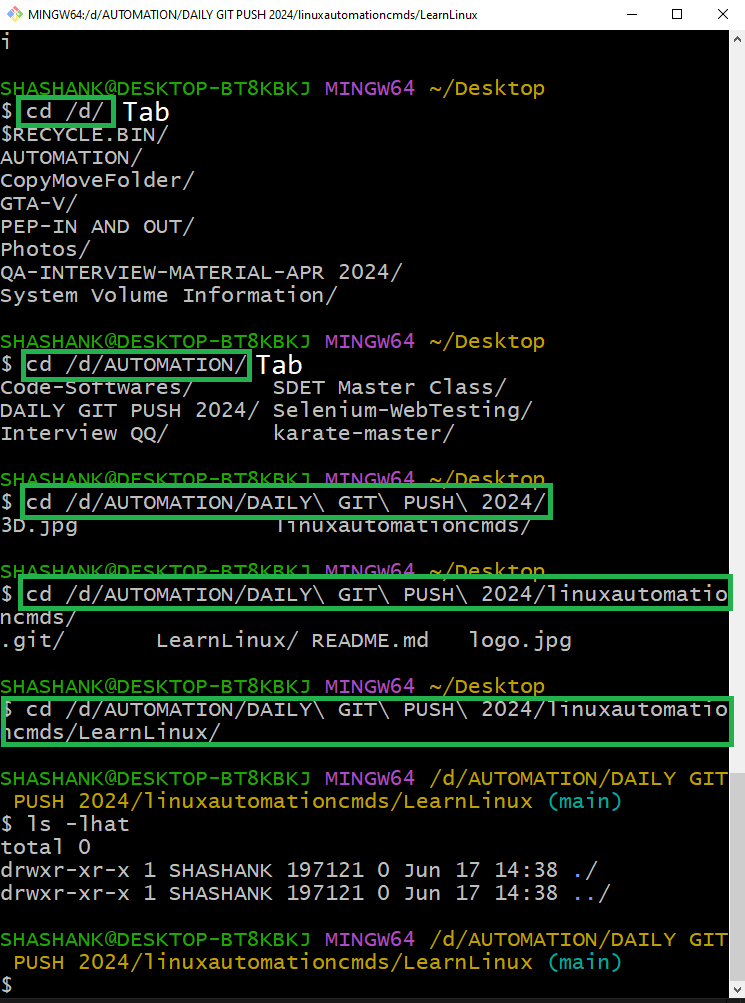 MINGW64:/d/AUTOMATION/DAILY GIT PUSH 2024/linuxautomationcmds/LearnLinux
i
SHASHANK@DESKTOP-BT8KBKJ MINGW64 ~/Desktop
$ cd /d/ Tab
$RECYCLE.BIN/
AUTOMATION/
CopyMoveFolder/
GTA-V/
PEP-IN AND OUT/
Photos/
QA-INTERVIEW-MATERIAL-APR 2024/
System Volume Information/
SHASHANK@DESKTOP-BT8KBKJ MINGW64 ~/Desktop
$ cd /d/AUTOMATION/ Tab
Code-Softwares/ SDET Master Class/
DAILY GIT PUSH 2024/ Selenium-WebTesting/
Interview QQ/ karate-master/
SHASHANK@DESKTOP-BT8KBKJ MINGW64 ~/Desktop
$ cd /d/AUTOMATION/DAILY\ GIT\ PUSH\ 2024/
3D.jpg linuxautomationcmds/
SHASHANK@DESKTOP-BT8KBKJ MINGW64 ~/Desktop
$ cd /d/AUTOMATION/DAILY\ GIT\ PUSH\ 2024/linuxautomatio
ncmds/
.git/ LearnLinux/ README.md logo.jpg
SHASHANK@DESKTOP-BT8KBKJ MINGW64 ~/Desktop
$ cd /d/AUTOMATION/DAILY\ GIT\ PUSH\ 2024/linuxautomatio
ncmds/LearnLinux/
SHASHANK@DESKTOP-BT8KBKJ MINGW64 /d/AUTOMATION/DAILY GIT
PUSH 2024/linuxautomationcmds/LearnLinux (main)
$ ls -lhat
total 0
drwxr-xr-x 1 SHASHANK 197121 0 Jun 17 14:38 ./
drwxr-xr-x 1 SHASHANK 197121 0 Jun 17 14:38 ../
SHASHANK@DESKTOP-BT8KBKJ MINGW64 /d/AUTOMATION/DAILY GIT
PUSH 2024/linuxautomationcmds/LearnLinux (main)
$